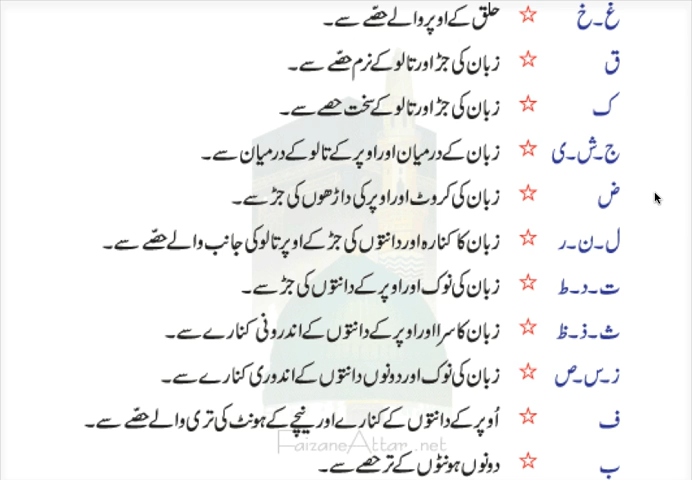 غ۔خ ☆ حلق کے اوپر والے حصّے سے۔
ق ☆ زبان کی جڑ اور تالو کے نرم حصّے سے۔
ک ☆ زبان کی جڑ اور تالو کے سخت حصے سے۔
ج۔ش۔ی ☆ زبان کے درمیان اور اوپر کے تالو کے درمیان سے۔
ض ☆ زبان کی کروٹ اور اوپر کی داڑھوں کی جڑ سے۔
ل۔ن۔ر ☆ زبان کا کنارہ اور دانتوں کی جڑ کے اوپر تالو کی جانب والے حصّے سے۔
ت۔د۔ط ☆ زبان کی نوک اور اوپر کے دانتوں کی جڑ سے۔
ث۔ذ۔ظ ☆ زبان کا سرا اور اوپر کے دانتوں کے اندرونی کنارے سے۔
ز۔س۔ص ☆ زبان کی نوک اور دونوں دانتوں کے اندوری کنارے سے۔
ف ☆ اُوپر کے دانتوں کے کنارے اور نیچے کے ہونٹ کی تری والے حصّے سے۔
FaizaneAttar.net
ب ☆ دونوں ہونٹوں کے تر حصے سے۔